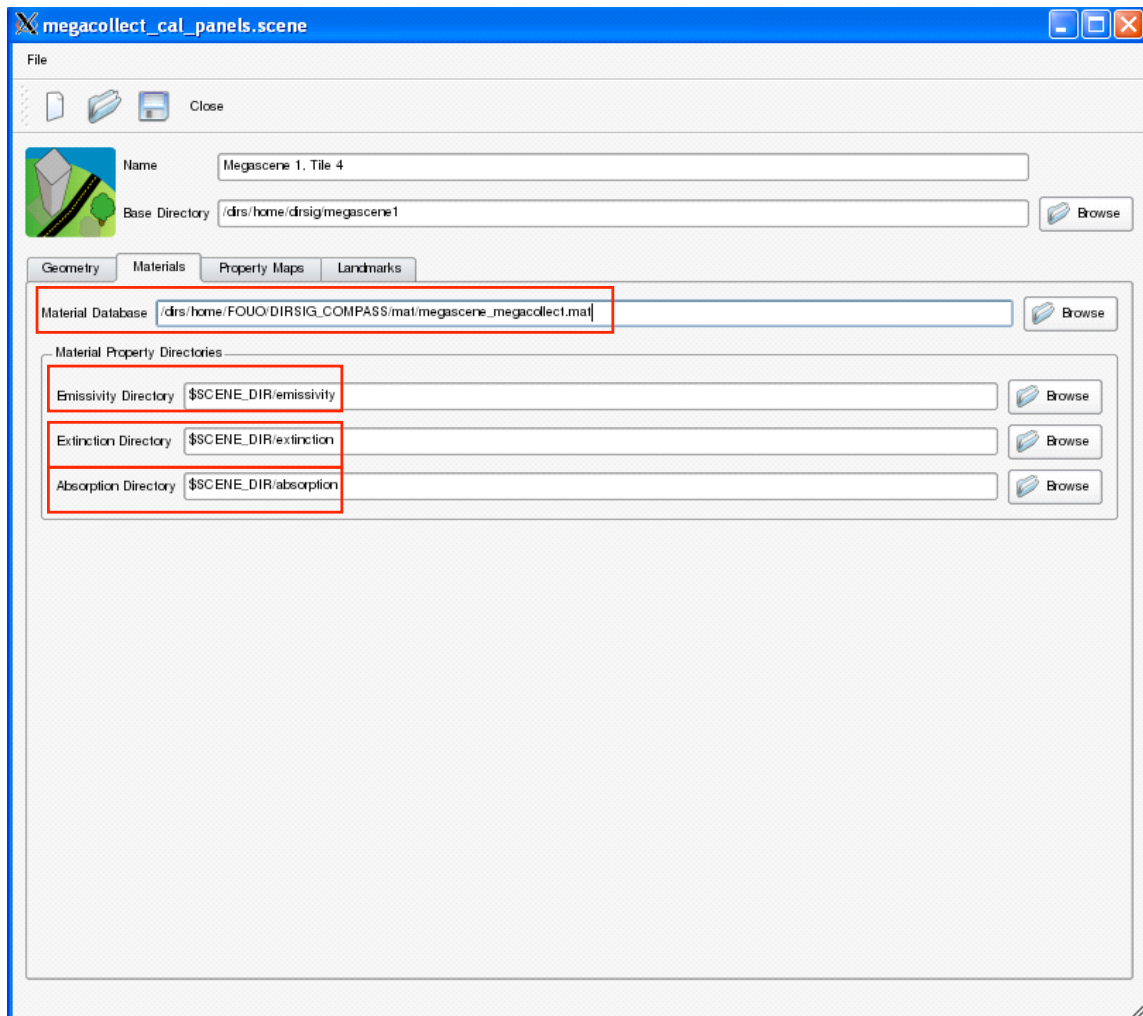 megacollect_cal_panels.scene
File
Close
Name Megascene 1, Tile 4
Base Directory /dirs/home/dirsig/megascene1 Browse
Geometry Materials Property Maps Landmarks
Material Database /dirs/home/FOUO/DIRSIG_COMPASS/mat/megascene_megacollect.mat Browse
Material Property Directories
Emissivity Directory $SCENE_DIR/emissivity Browse
Extinction Directory $SCENE_DIR/extinction Browse
Absorption Directory $SCENE_DIR/absorption Browse